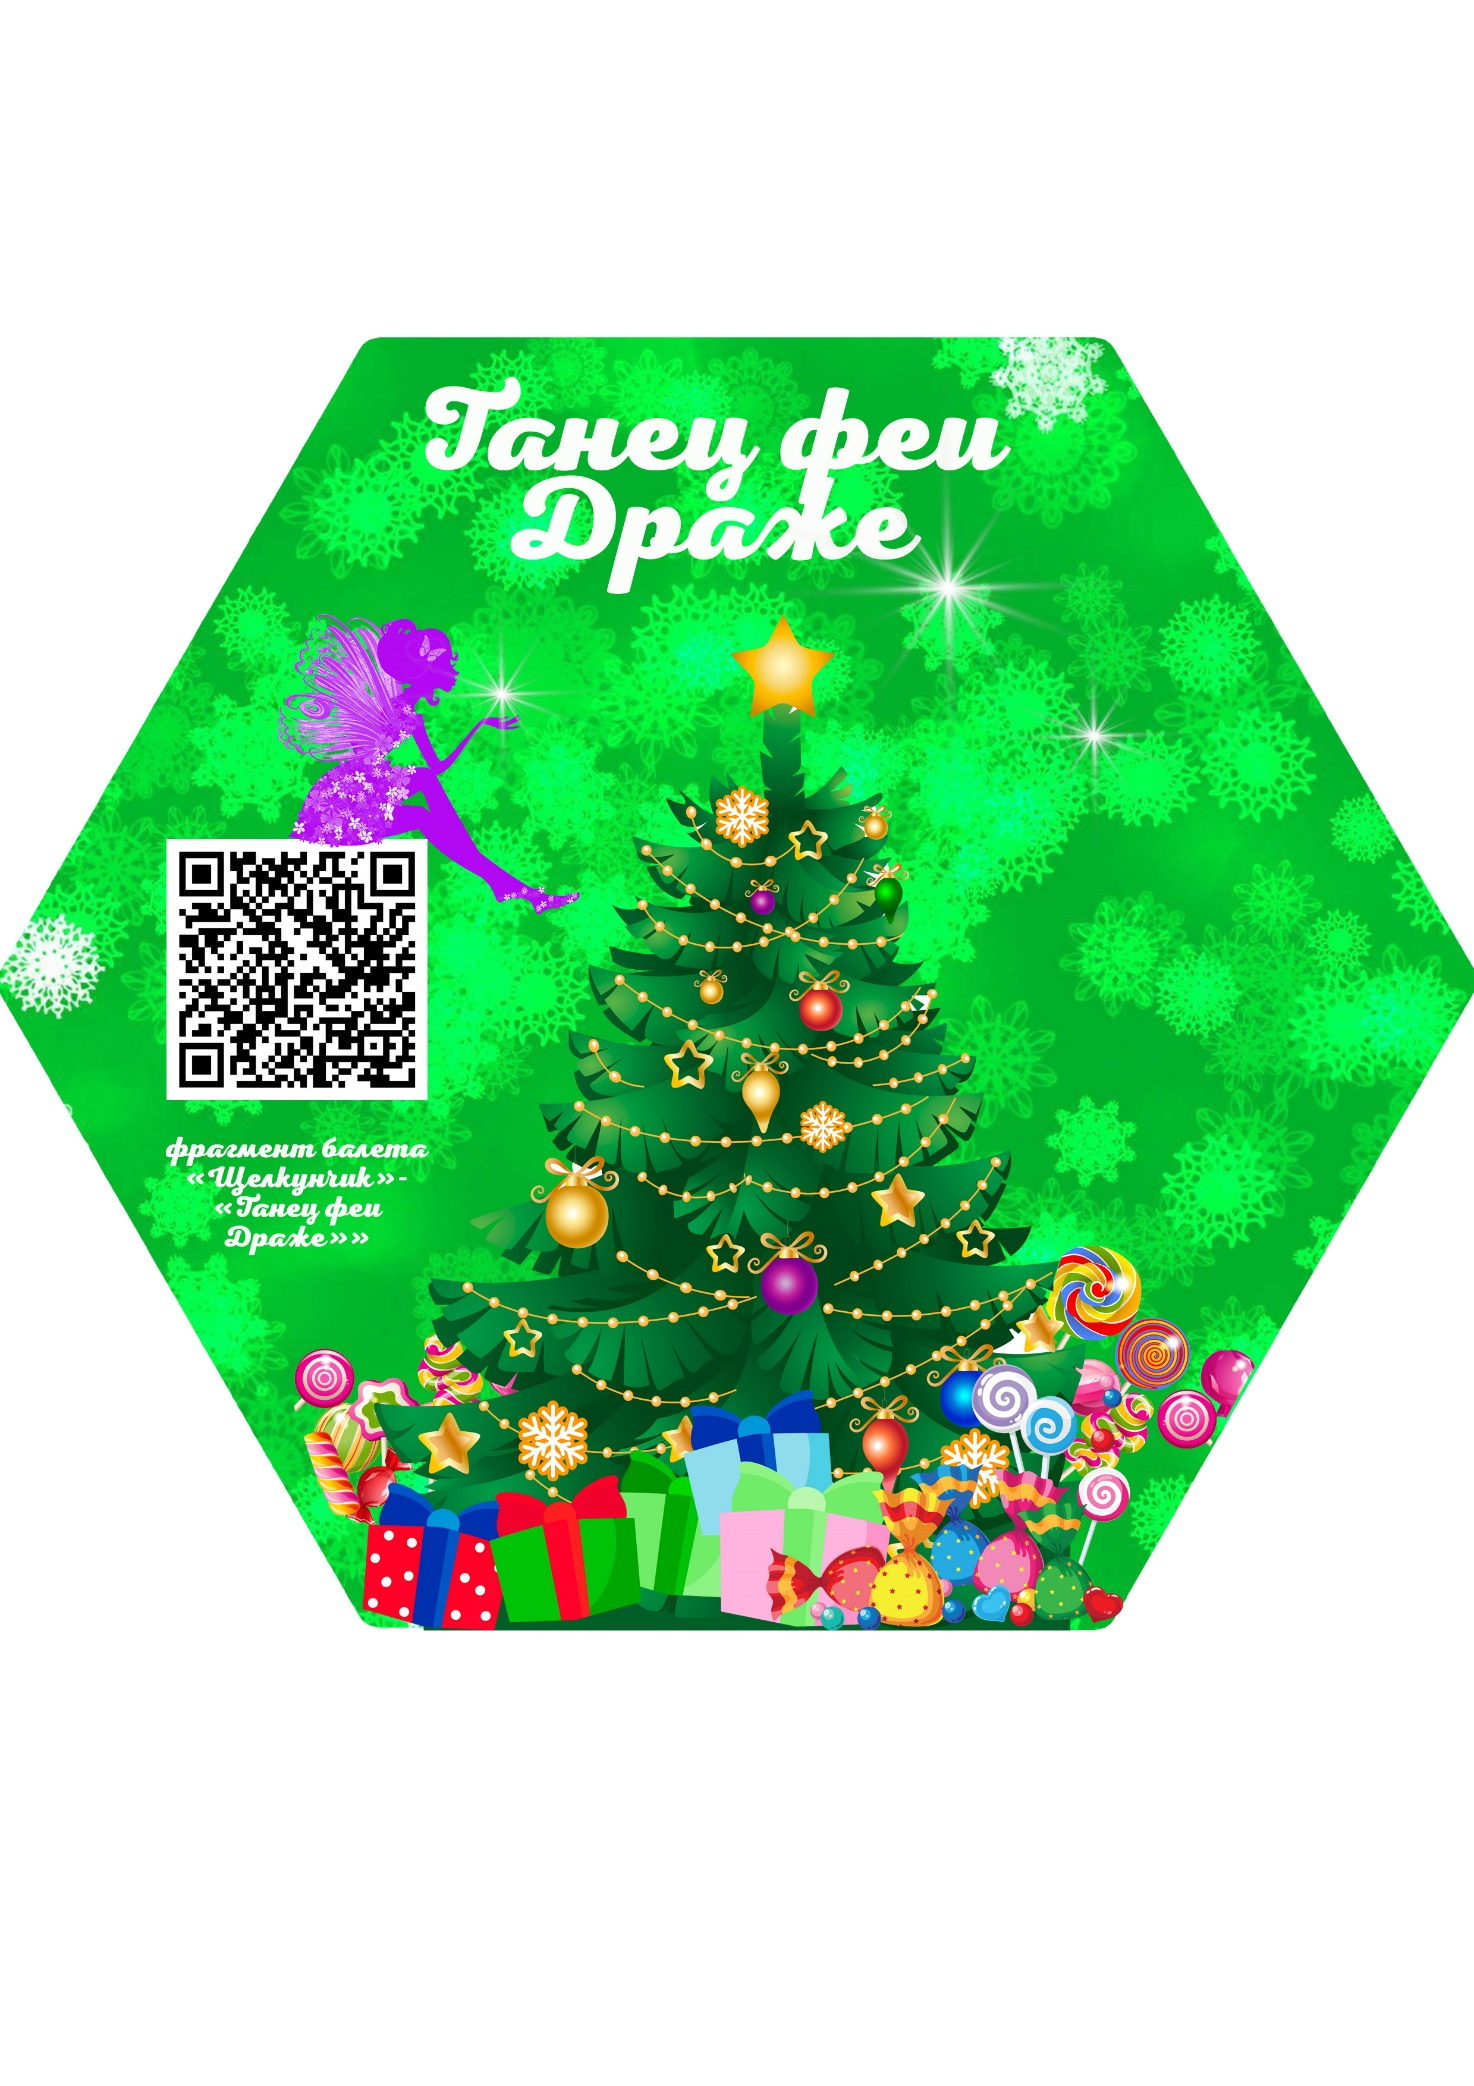 Танец феи
Драже
фрагмент балета
«Щелкунчик»-
«Танец феи
Драже»»